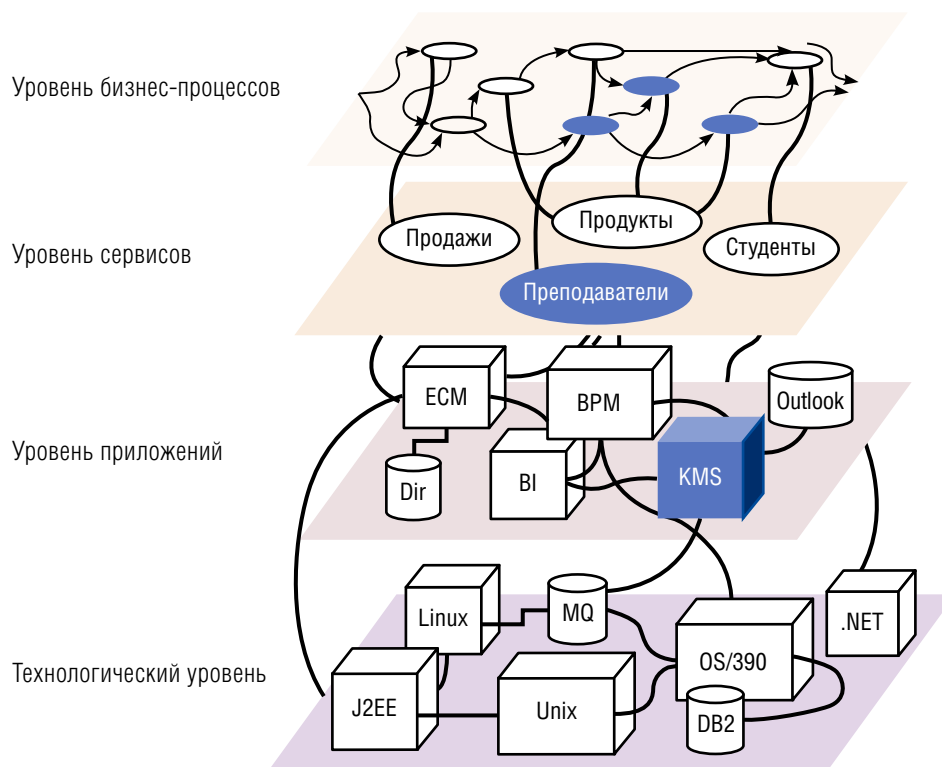 Уровень бизнес-процессов
Уровень сервисов
Продажи
Продукты
Студенты
Преподаватели
Уровень приложений
ECM
BPM
Outlook
Dir
BI
KMS
Технологический уровень
Linux
MQ
OS/390
.NET
J2EE
Unix
DB2